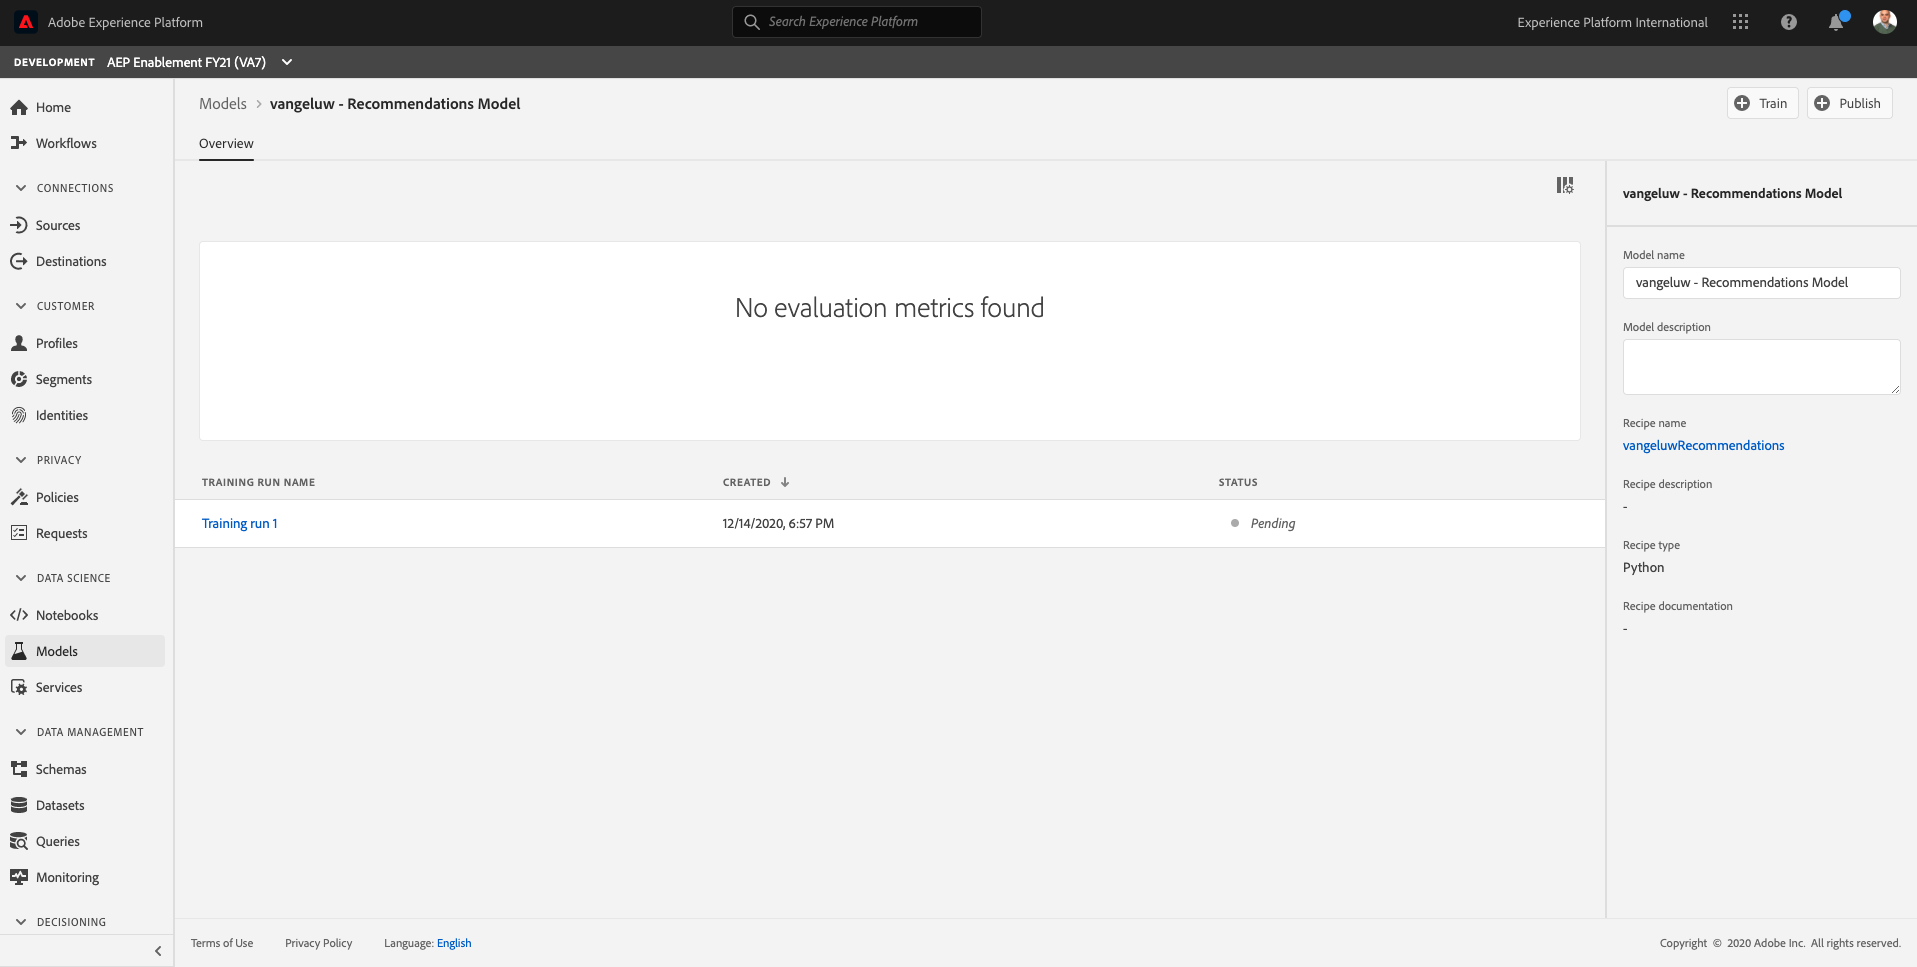 Adobe Experience Platform
Search Experience Platform
Experience Platform International
DEVELOPMENT AEP Enablement FY21 (VA7)
Home
Workflows
CONNECTIONS
Sources
Destinations
CUSTOMER
Profiles
Segments
Identities
PRIVACY
Policies
Requests
DATA SCIENCE
Notebooks
Models
Services
DATA MANAGEMENT
Schemas
Datasets
Queries
Monitoring
DECISIONING
Models > vangeluw - Recommendations Model
Train
Publish
Overview
No evaluation metrics found
TRAINING RUN NAME CREATED STATUS
Training run 1 12/14/2020, 6:57 PM Pending
vangeluw - Recommendations Model
Model name
vangeluw - Recommendations Model
Model description
Recipe name
vangeluwRecommendations
Recipe description
-
Recipe type
Python
Recipe documentation
-
Terms of Use Privacy Policy Language: English
Copyright © 2020 Adobe Inc. All rights reserved.